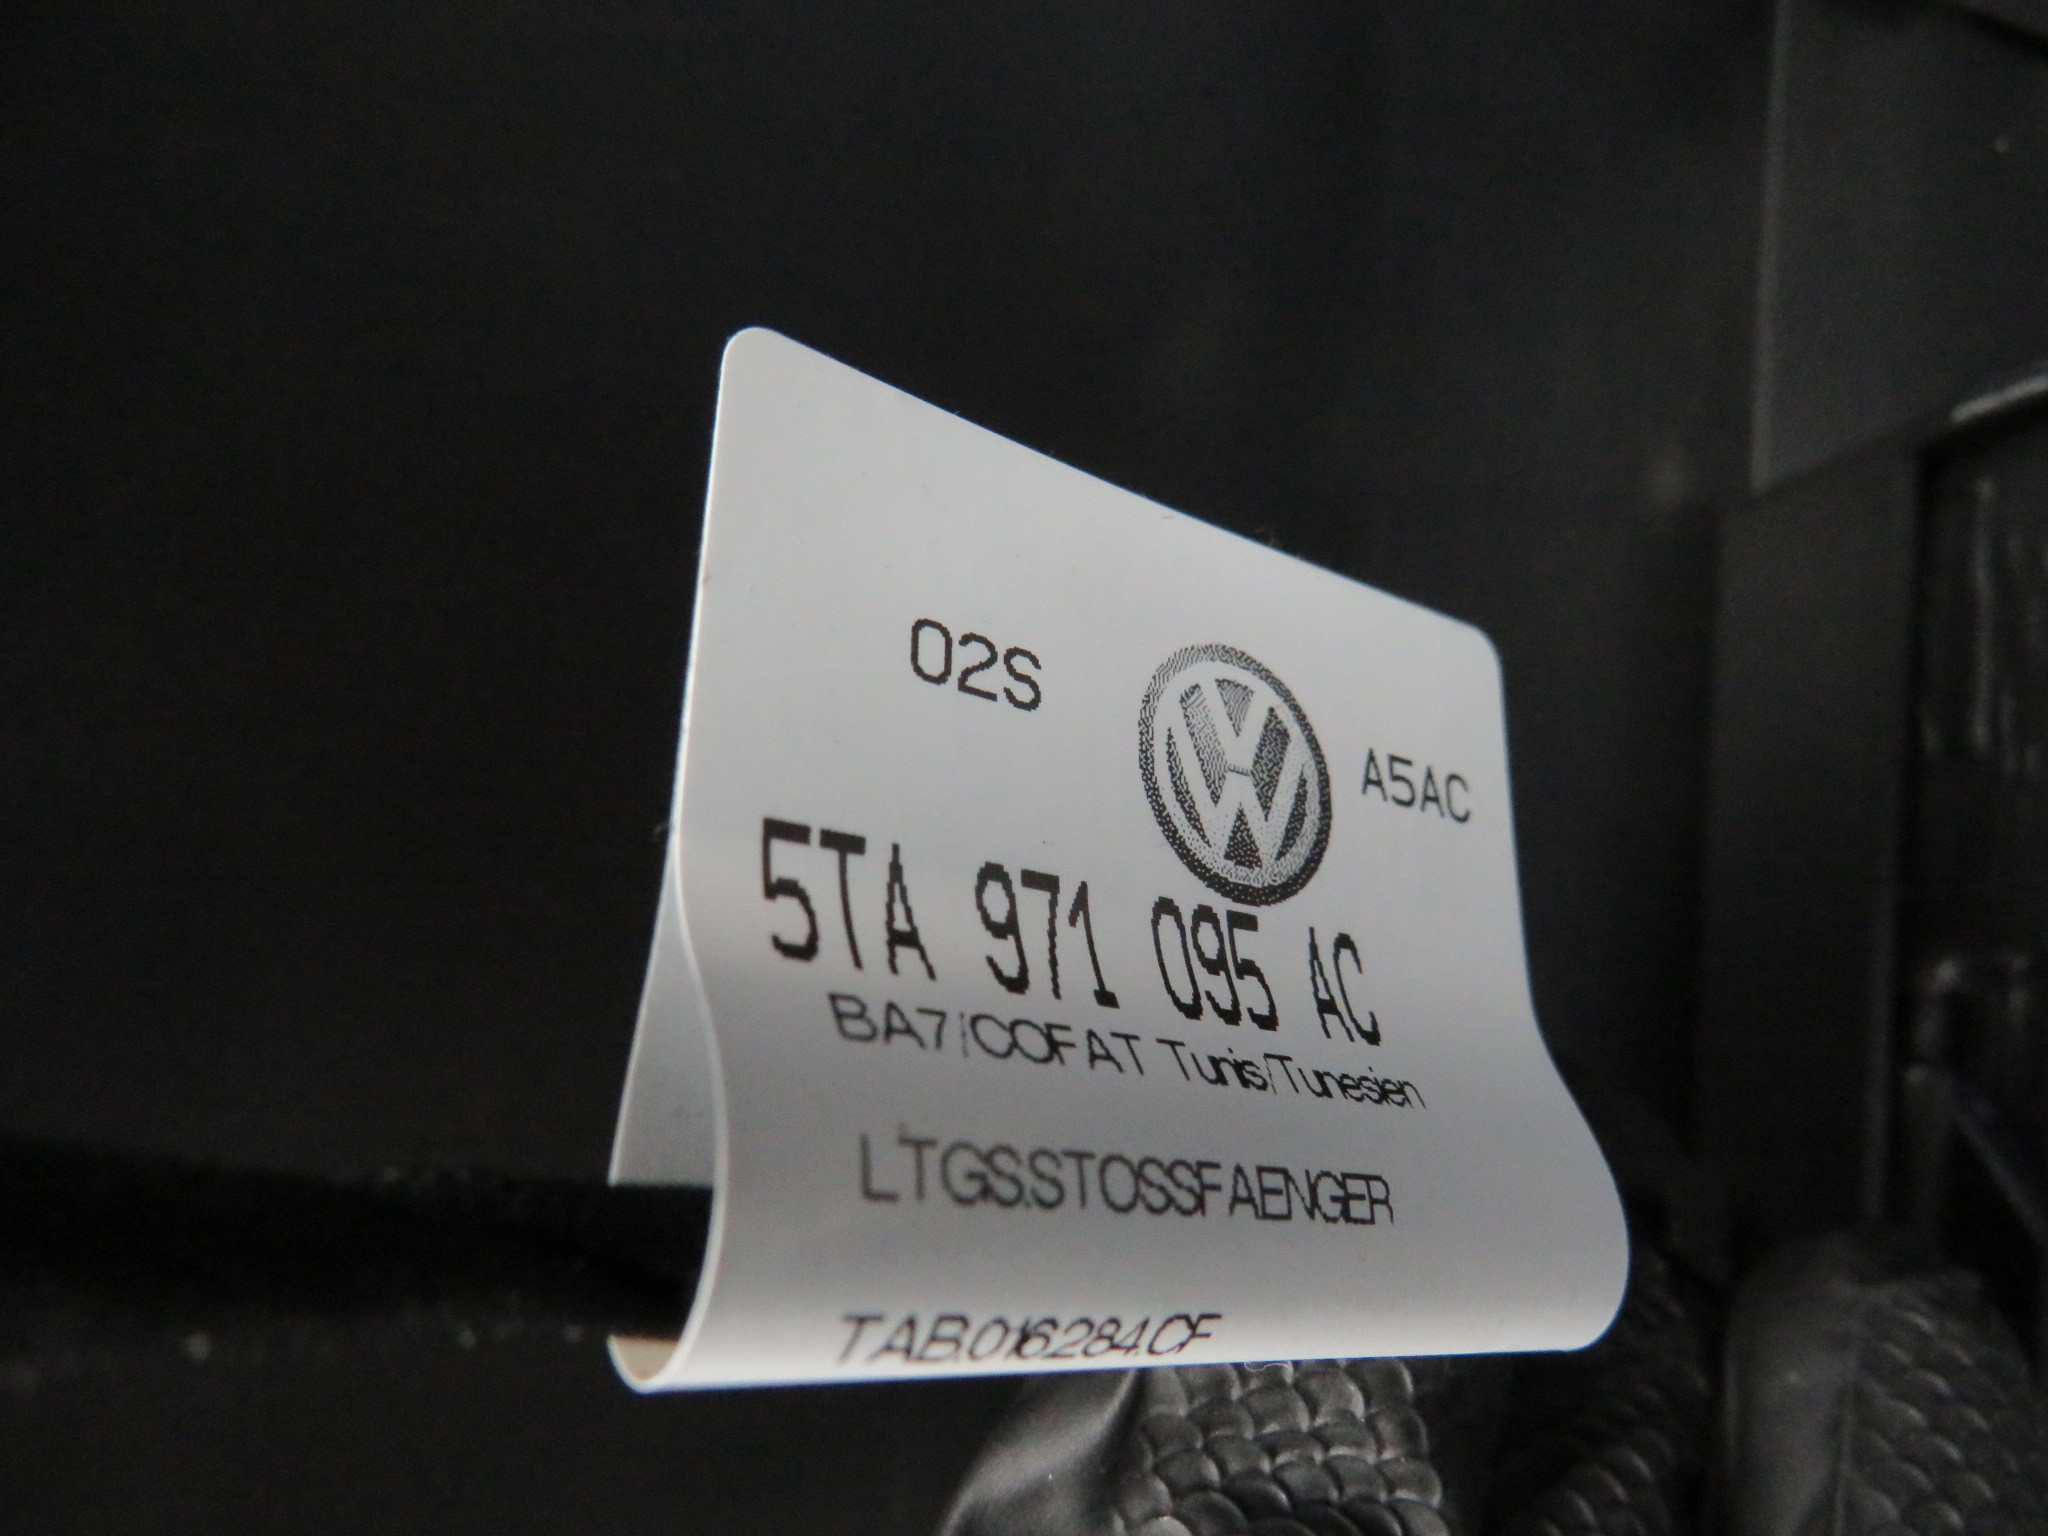 02S
A5AC
5TA 971 095 AC
BA7/COFAT Tunis/Tunesien
LTGS.STOSSFAENGER
TAB.016284.CF